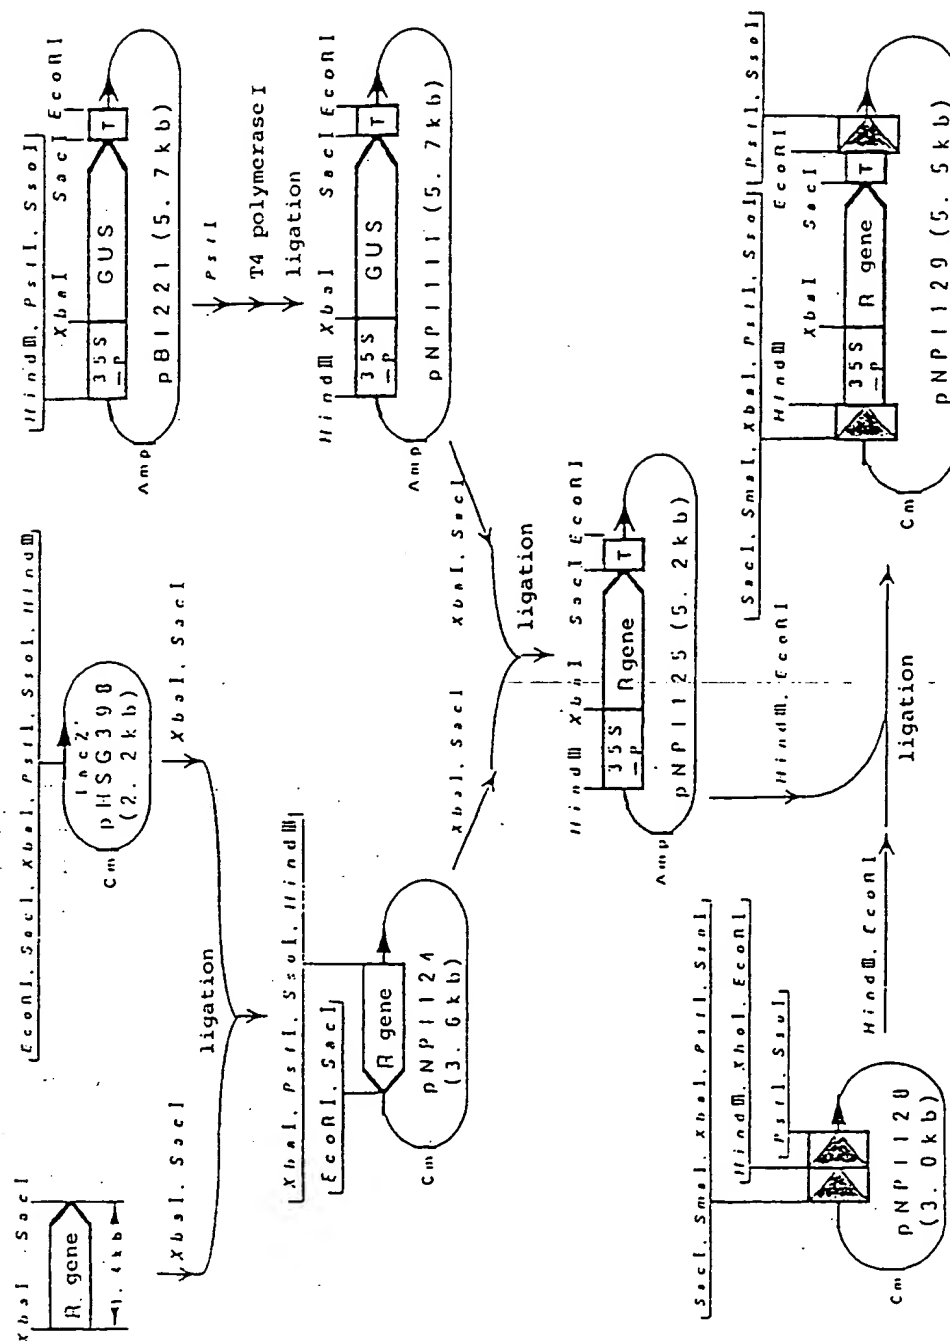 XbaI SacI
R gene
1. 4kb
XbaI. SacI
EcoRI. SacI. XbaI. PstI. SsoI. HindⅢ
lacZ'
pHSG398
(2. 2kb)
Cm
XbaI. SacI
ligation
HindⅢ. PstI. SsoI
XbaI SacI EcoRI
35S
-p
GUS
T
pBI221 (5. 7kb)
Amp
PstI
T4 polymerase I
ligation
XbaI. PstI. SsoI. HindⅢ
EcoRI. SacI
R gene
pNPI124
(3. 6kb)
Cm
HindⅢ XbaI SacI EcoRI
35S
-p
GUS
T
pNPI111 (5. 7kb)
Amp
XbaI. SacI
XbaI. SacI
ligation
HindⅢ XbaI SacI EcoRI
35S
-p
R gene
T
pNPI125 (5. 2kb)
Amp
HindⅢ. EcoRI
SacI. SmaI. XbaI. PstI. SsoI
HindⅢ. XhoI. EcoRI
PstI. SsoI
pNPI128
(3. 0kb)
Cm
HindⅢ. EcoRI
ligation
SacI. SmaI. XbaI. PstI. SsoI
PstI. SsoI
HindⅢ
EcoRI
XbaI SacI
35S
-p
R gene
T
pNPI129 (5. 5kb)
Cm